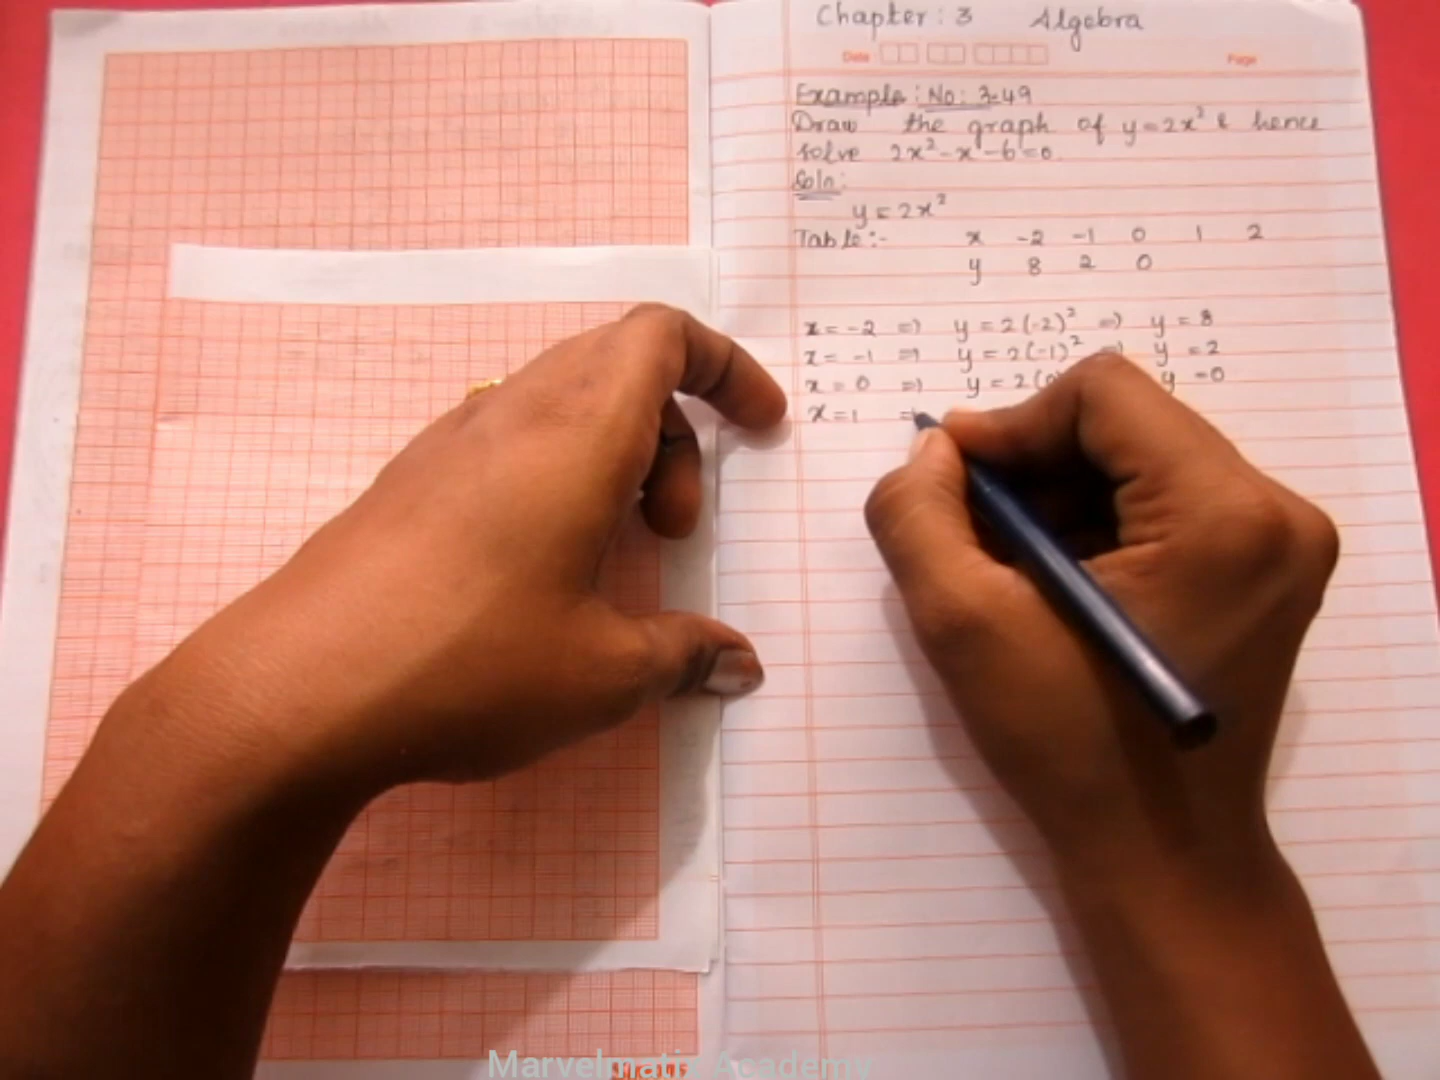 Chapter : 3 Algebra
Date
Page
Example : No : 3.49
Draw the graph of y=2x² & hence
solve 2x²-x-6=0.
Soln:
y = 2x²
Table :-
x -2 -1 0 1 2
y 8 2 0
x = -2 => y = 2(-2)² => y = 8
x = -1 => y = 2(-1)² => y = 2
x = 0 => y = 2(0 y = 0
x = 1 =>
Marvelmatic Academy